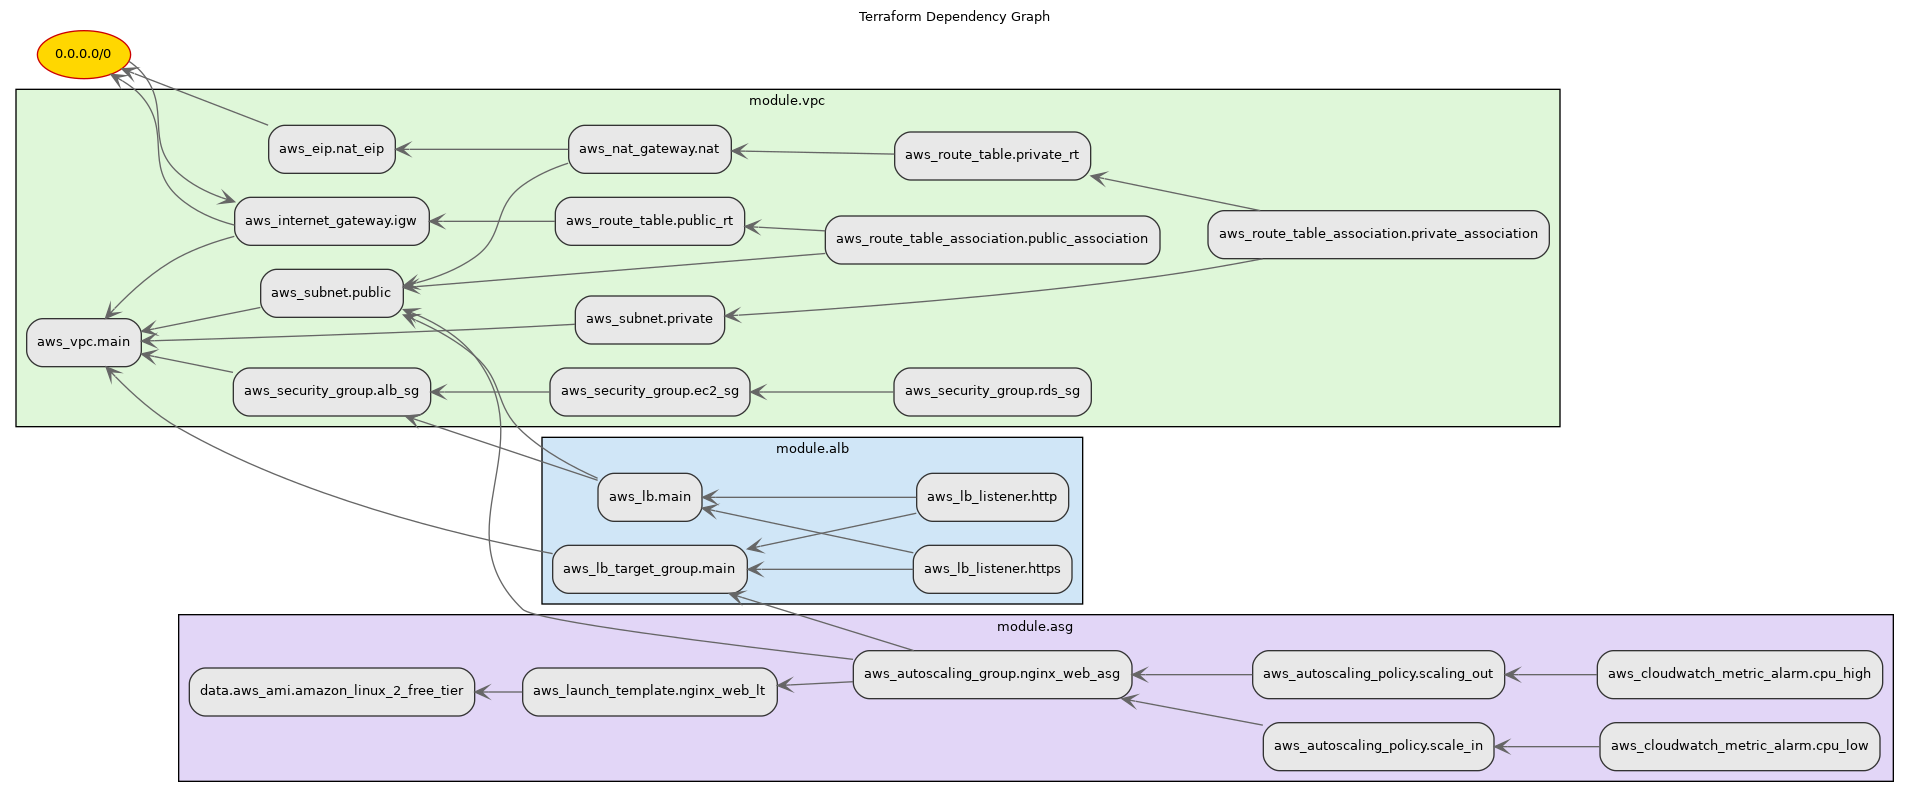 Terraform Dependency Graph
0.0.0.0/0
module.vpc
aws_eip.nat_eip
aws_nat_gateway.nat
aws_route_table.private_rt
aws_internet_gateway.igw
aws_route_table.public_rt
aws_route_table_association.public_association
aws_route_table_association.private_association
aws_subnet.public
aws_subnet.private
aws_vpc.main
aws_security_group.alb_sg
aws_security_group.ec2_sg
aws_security_group.rds_sg
module.alb
aws_lb.main
aws_lb_listener.http
aws_lb_target_group.main
aws_lb_listener.https
module.asg
data.aws_ami.amazon_linux_2_free_tier
aws_launch_template.nginx_web_lt
aws_autoscaling_group.nginx_web_asg
aws_autoscaling_policy.scaling_out
aws_cloudwatch_metric_alarm.cpu_high
aws_autoscaling_policy.scale_in
aws_cloudwatch_metric_alarm.cpu_low